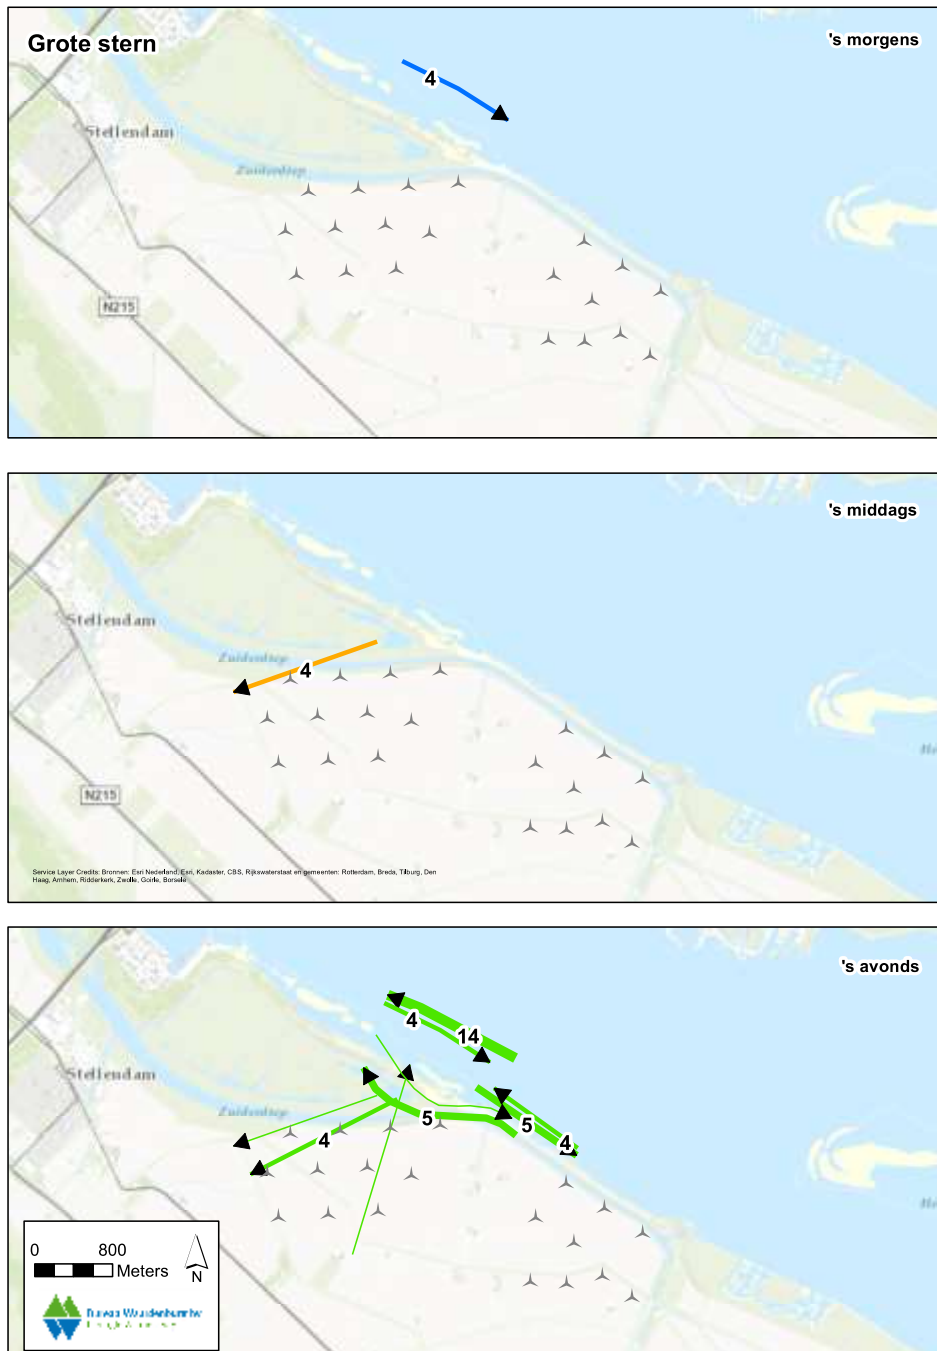 Grote stern
's morgens
4
Stellendam
Zuiderdiep
N215
's middags
Stellendam
Zuiderdiep
4
N215
Service Layer Credits: Bronnen: Esri Nederland, Esri, Kadaster, CBS, Rijkswaterstaat en gemeenten: Rotterdam, Breda, Tilburg, Den
Haag, Arnhem, Ridderkerk, Zwolle, Goirle, Borsele
's avonds
4
14
Stellendam
Zuiderdiep
5
5
4
4
0 800
Meters
N
Bureau Waardenburg bv